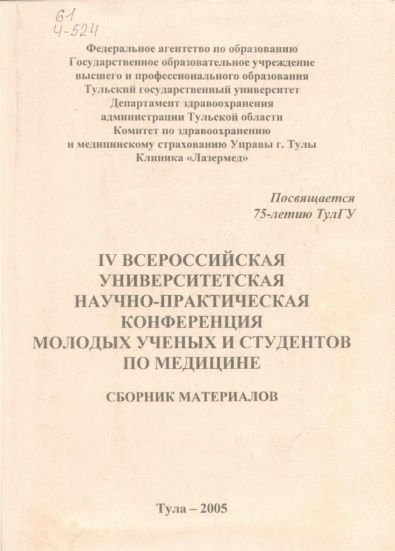 61
Ч-524
Федеральное агентство по образованию
Государственное образовательное учреждение
высшего и профессионального образования
Тульский государственный университет
Департамент здравоохранения
администрации Тульской области
Комитет по здравоохранению
и медицинскому страхованию Управы г. Тулы
Клиника «Лазермед»
Посвящается
75-летию ТулГУ
IV ВСЕРОССИЙСКАЯ
УНИВЕРСИТЕТСКАЯ
НАУЧНО-ПРАКТИЧЕСКАЯ
КОНФЕРЕНЦИЯ
МОЛОДЫХ УЧЕНЫХ И СТУДЕНТОВ
ПО МЕДИЦИНЕ
СБОРНИК МАТЕРИАЛОВ
Тула – 2005